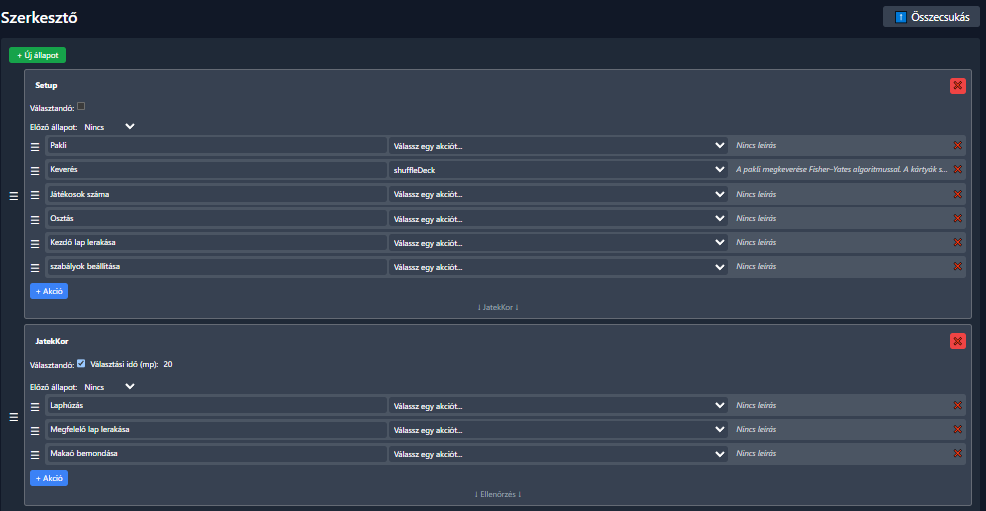 Szerkesztő
↑ Összecsukás
+ Új állapot
Setup
Választandó:
Előző állapot: Nincs
Pakli Válassz egy akciót... Nincs leírás
Keverés shuffleDeck A pakli megkeverése Fisher-Yates algoritmussal. A kártyák s...
Játékosok száma Válassz egy akciót... Nincs leírás
Osztás Válassz egy akciót... Nincs leírás
Kezdő lap lerakása Válassz egy akciót... Nincs leírás
szabályok beállítása Válassz egy akciót... Nincs leírás
+ Akció
↓ JatekKor ↓
JatekKor
Választandó: Választási idő (mp): 20
Előző állapot: Nincs
Laphúzás Válassz egy akciót... Nincs leírás
Megfelelő lap lerakása Válassz egy akciót... Nincs leírás
Makaó bemondása Válassz egy akciót... Nincs leírás
+ Akció
↓ Ellenőrzés ↓